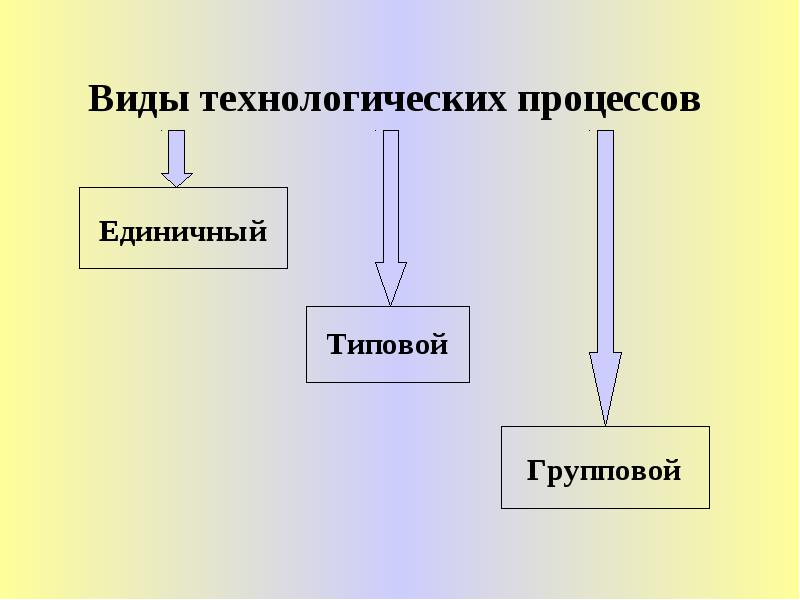 Виды технологических процессов
Единичный
Типовой
Групповой